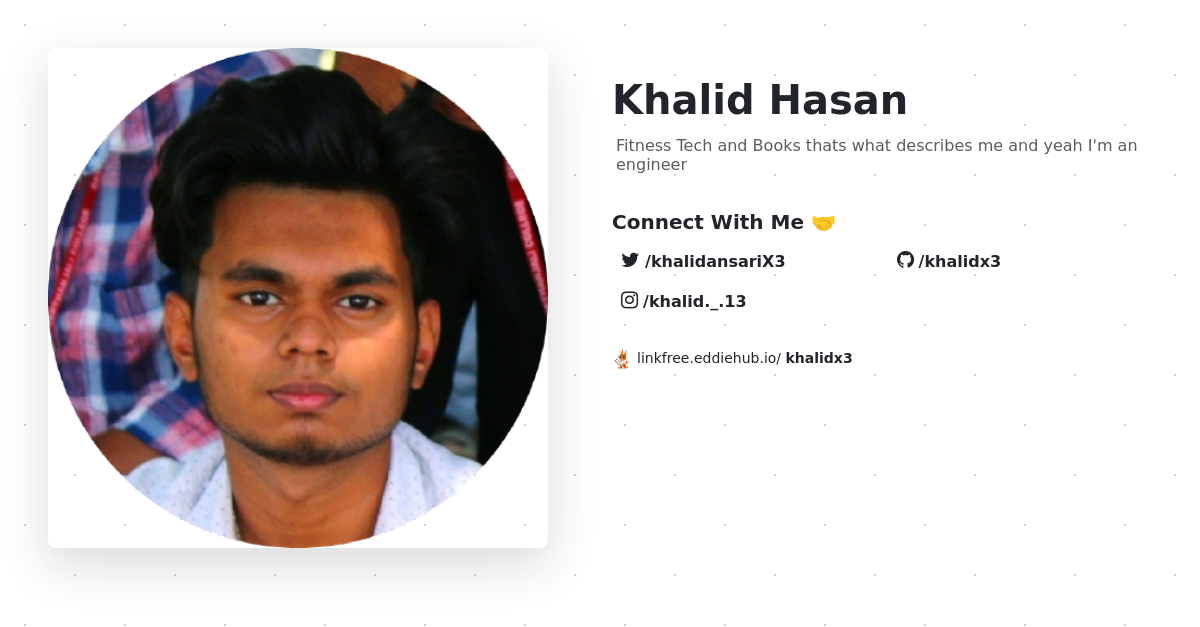 Khalid Hasan
Fitness Tech and Books thats what describes me and yeah I'm an
engineer
Connect With Me 🤝
/khalidansariX3
/khalidx3
/khalid._.13
linkfree.eddiehub.io/ khalidx3